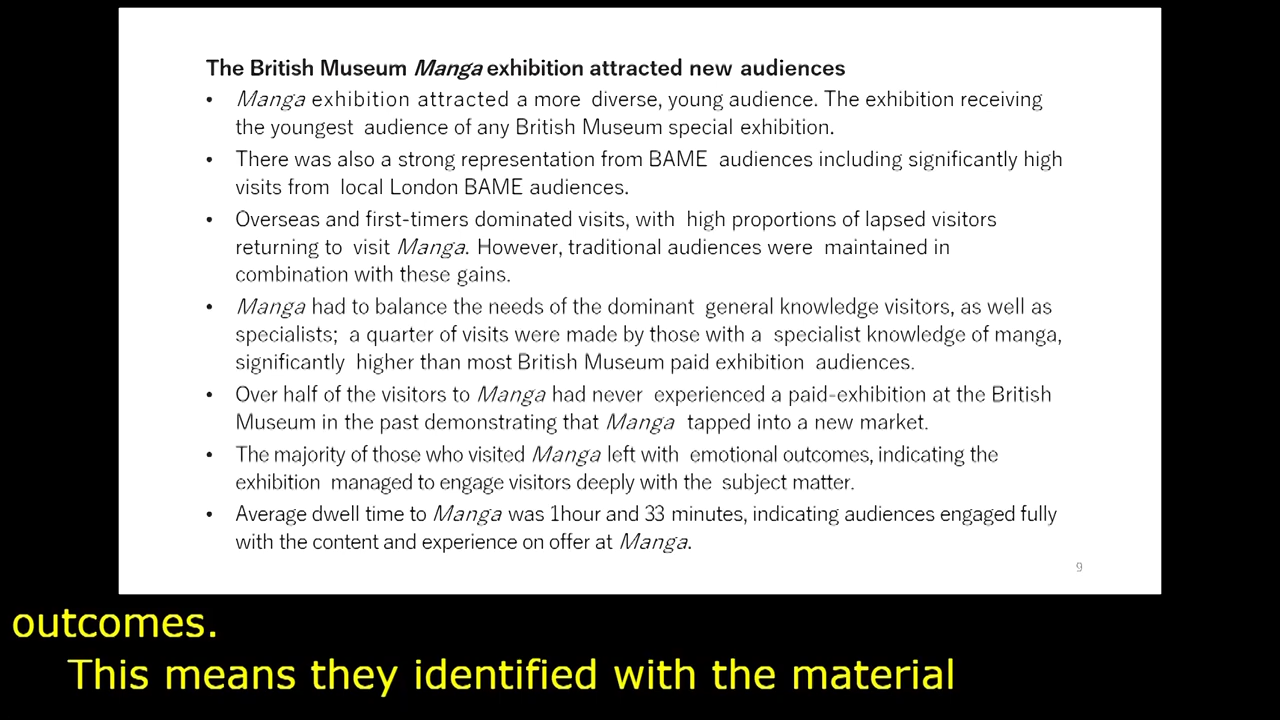 The British Museum Manga exhibition attracted new audiences
• Manga exhibition attracted a more diverse, young audience. The exhibition receiving
the youngest audience of any British Museum special exhibition.
• There was also a strong representation from BAME audiences including significantly high
visits from local London BAME audiences.
• Overseas and first-timers dominated visits, with high proportions of lapsed visitors
returning to visit Manga. However, traditional audiences were maintained in
combination with these gains.
• Manga had to balance the needs of the dominant general knowledge visitors, as well as
specialists; a quarter of visits were made by those with a specialist knowledge of manga,
significantly higher than most British Museum paid exhibition audiences.
• Over half of the visitors to Manga had never experienced a paid-exhibition at the British
Museum in the past demonstrating that Manga tapped into a new market.
• The majority of those who visited Manga left with emotional outcomes, indicating the
exhibition managed to engage visitors deeply with the subject matter.
• Average dwell time to Manga was 1hour and 33 minutes, indicating audiences engaged fully
with the content and experience on offer at Manga.
9
outcomes.
This means they identified with the material